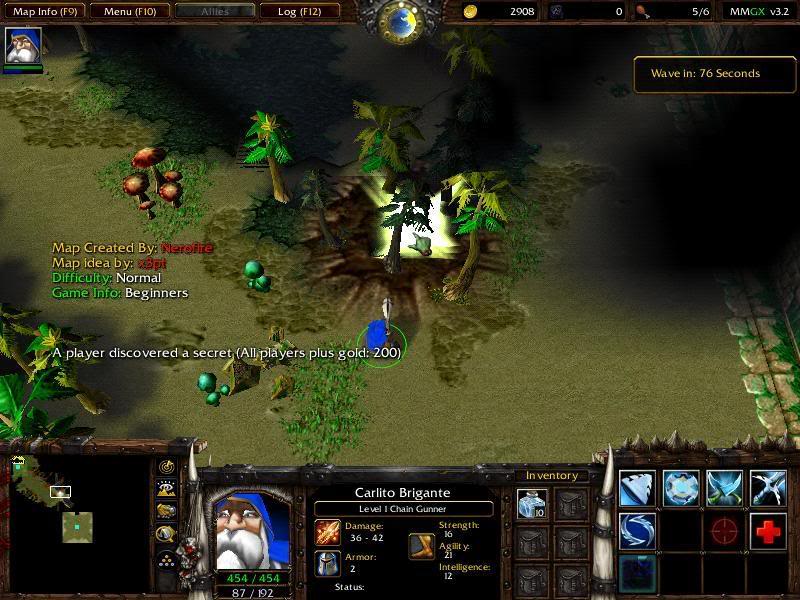 Map Info (F9)
Menu (F10)
Allies
Log (F12)
2908
0
5/6
MMGX v3.2
Wave in: 76 Seconds
Map Created By: Nerofire
Map idea by: x3pt
Difficulty: Normal
Game Info: Beginners
A player discovered a secret (All players plus gold: 200)
Carlito Brigante
Level 1 Chain Gunner
Damage:
36 - 42
Armor:
2
Strength:
16
Agility:
21
Intelligence:
12
Status:
454 / 454
87 / 192
Inventory
10